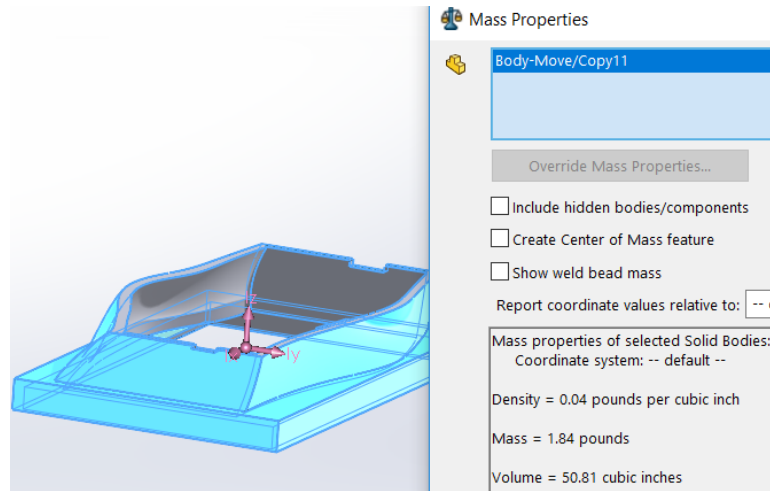 Mass Properties
Body-Move/Copy11
Override Mass Properties...
Include hidden bodies/components
Create Center of Mass feature
Show weld bead mass
Report coordinate values relative to: --
Mass properties of selected Solid Bodies:
Coordinate system: -- default --
Density = 0.04 pounds per cubic inch
Mass = 1.84 pounds
Volume = 50.81 cubic inches
Iy